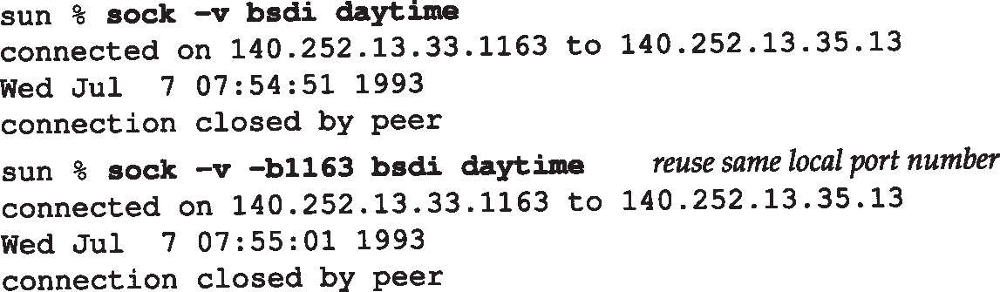 sun % sock -v bsdi daytime
connected on 140.252.13.33.1163 to 140.252.13.35.13
Wed Jul  7 07:54:51 1993
connection closed by peer
sun % sock -v -b1163 bsdi daytime reuse same local port number
connected on 140.252.13.33.1163 to 140.252.13.35.13
Wed Jul  7 07:55:01 1993
connection closed by peer